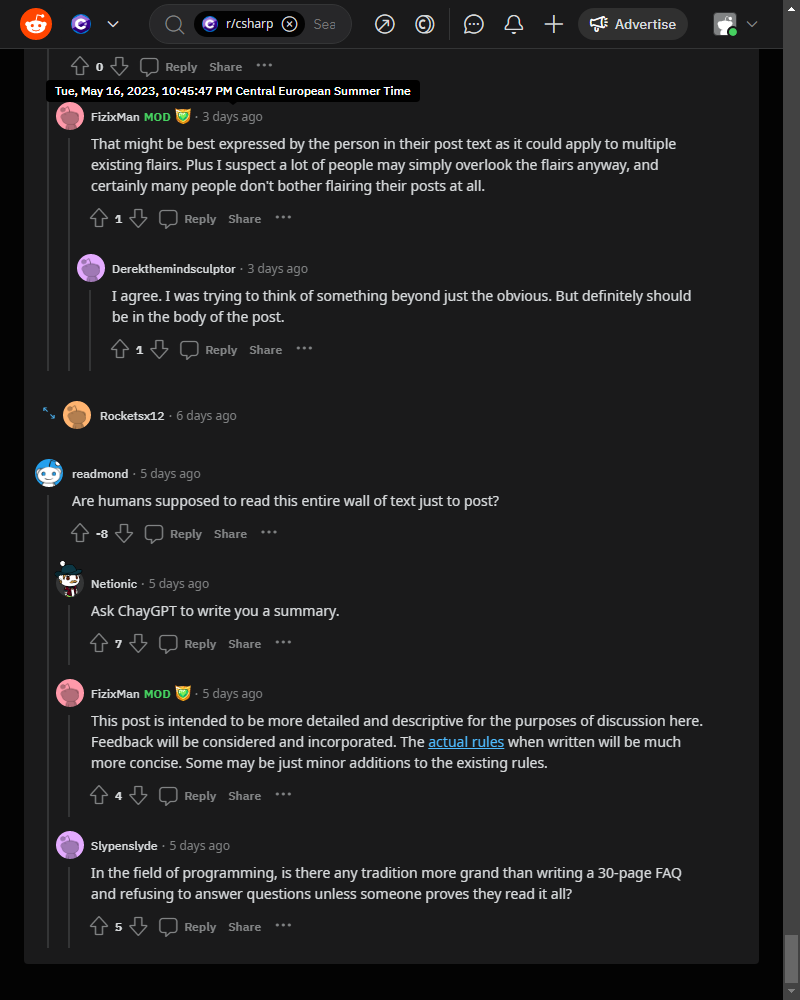 r/csharp Sea Advertise
0 Reply Share
Tue, May 16, 2023, 10:45:47 PM Central European Summer Time
FizixMan MOD · 3 days ago
That might be best expressed by the person in their post text as it could apply to multiple
existing flairs. Plus I suspect a lot of people may simply overlook the flairs anyway, and
certainly many people don't bother flairing their posts at all.
1 Reply Share
Derekthemindsculptor · 3 days ago
I agree. I was trying to think of something beyond just the obvious. But definitely should
be in the body of the post.
1 Reply Share
Rocketsx12 · 6 days ago
readmond · 5 days ago
Are humans supposed to read this entire wall of text just to post?
-8 Reply Share
Netionic · 5 days ago
Ask ChayGPT to write you a summary.
7 Reply Share
FizixMan MOD · 5 days ago
This post is intended to be more detailed and descriptive for the purposes of discussion here.
Feedback will be considered and incorporated. The actual rules when written will be much
more concise. Some may be just minor additions to the existing rules.
4 Reply Share
Slypenslyde · 5 days ago
In the field of programming, is there any tradition more grand than writing a 30-page FAQ
and refusing to answer questions unless someone proves they read it all?
5 Reply Share